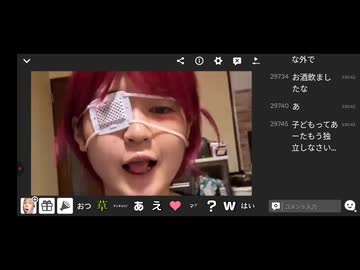 な外で
29734 お酒飲まし
たな
29740 あ
29745 子どもってあ
ーたもう独
立しなさい...
おつ 草 あ え ? w はい
コメント入力